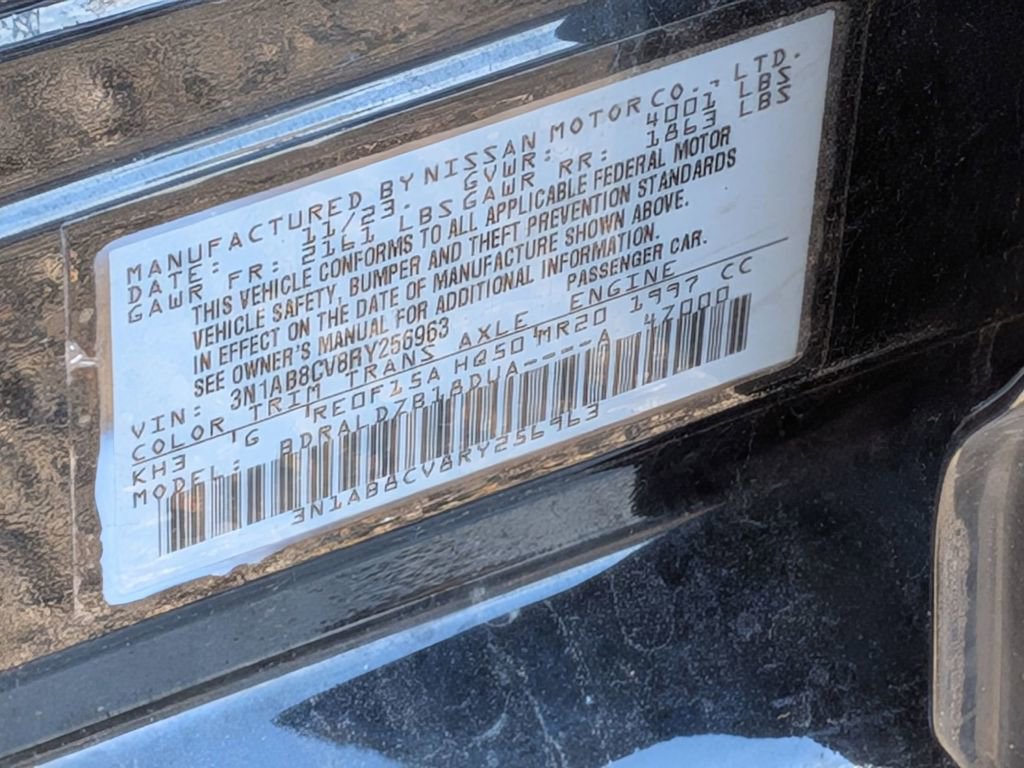 MANUFACTURED BY NISSAN MOTOR CO., LTD.
DATE: 11/23. GVWR: 4001 LBS
GAWR FR: 2161 LBS GAWR RR: 1863 LBS
THIS VEHICLE CONFORMS TO ALL APPLICABLE FEDERAL MOTOR
VEHICLE SAFETY, BUMPER AND THEFT PREVENTION STANDARDS
IN EFFECT ON THE DATE OF MANUFACTURE SHOWN ABOVE.
SEE OWNER'S MANUAL FOR ADDITIONAL INFORMATION.
VIN: 3N1AB8CV8RY256963 PASSENGER CAR.
COLOR TRIM TRANS AXLE ENGINE
KH3 G RE0F15A HQ50 MR20 1997 CC
MODEL: BDRALDZB18DUA----A 47000
3N1AB8CV8RY256963